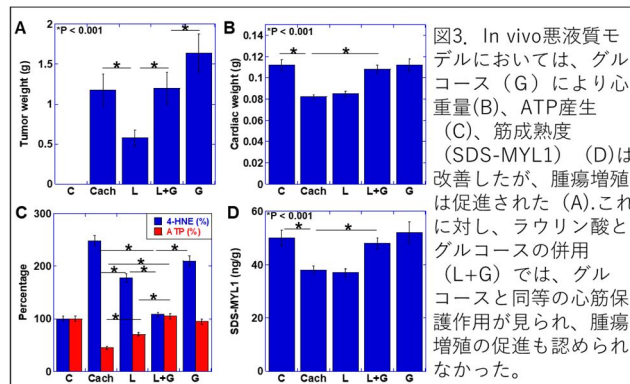 A
*P < 0.001
*
*
*
Tumor weight (g)
2
1.5
1
0.5
0
C
Cach
L
L+G
G
B
*P < 0.001
*
*
Cardiac weight (g)
0.16
0.14
0.12
0.1
0.08
0.06
0.04
0.02
0
C
Cach
L
L+G
G
C
4-HNE (%)
ATP (%)
*
*
*
*
*
*
Percentage
300
200
100
0
C
Cach
L
L+G
G
D
*P < 0.001
*
*
SDS-MYL1 (ng/g)
60
50
40
30
20
10
0
C
Cach
L
L+G
G
図3．In vivo悪液質モ
デルにおいては、グル
コース（G）により心
重量(B)、ATP産生
（C）、筋成熟度
（SDS-MYL1）（D)は
改善したが、腫瘍増殖
は促進された（A).これ
に対し、ラウリン酸と
グルコースの併用
（L+G）では、グル
コースと同等の心筋保
護作用が見られ、腫瘍
増殖の促進も認められ
なかった。